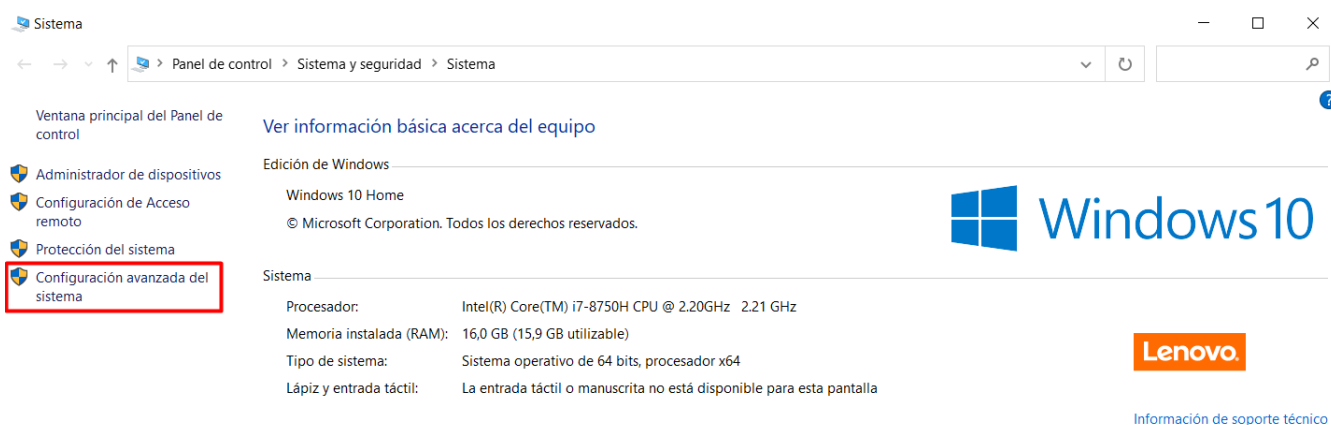 Sistema
Panel de control > Sistema y seguridad > Sistema
Ventana principal del Panel de
control
Administrador de dispositivos
Configuración de Acceso
remoto
Protección del sistema
Configuración avanzada del
sistema
Ver información básica acerca del equipo
Edición de Windows
Windows 10 Home
© Microsoft Corporation. Todos los derechos reservados.
Windows 10
Sistema
Procesador: Intel(R) Core(TM) i7-8750H CPU @ 2.20GHz 2.21 GHz
Memoria instalada (RAM): 16,0 GB (15,9 GB utilizable)
Tipo de sistema: Sistema operativo de 64 bits, procesador x64
Lápiz y entrada táctil: La entrada táctil o manuscrita no está disponible para esta pantalla
Lenovo.
Información de soporte técnico